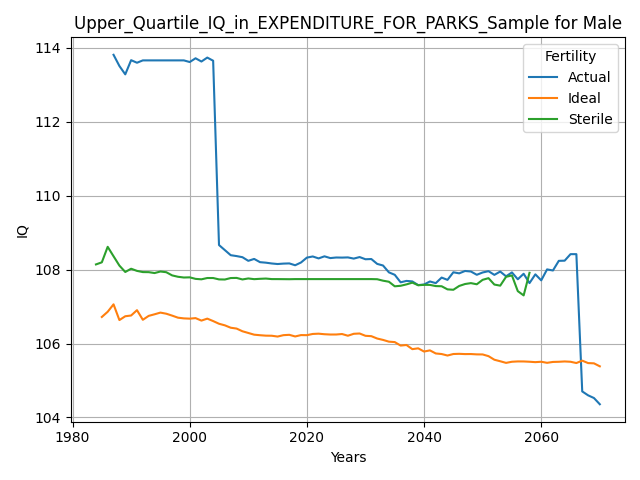 Upper_Quartile_IQ_in_EXPENDITURE_FOR_PARKS_Sample for Male
Fertility
Actual
Ideal
Sterile
114
112
110
108
106
104
IQ
1980
2000
2020
2040
2060
Years